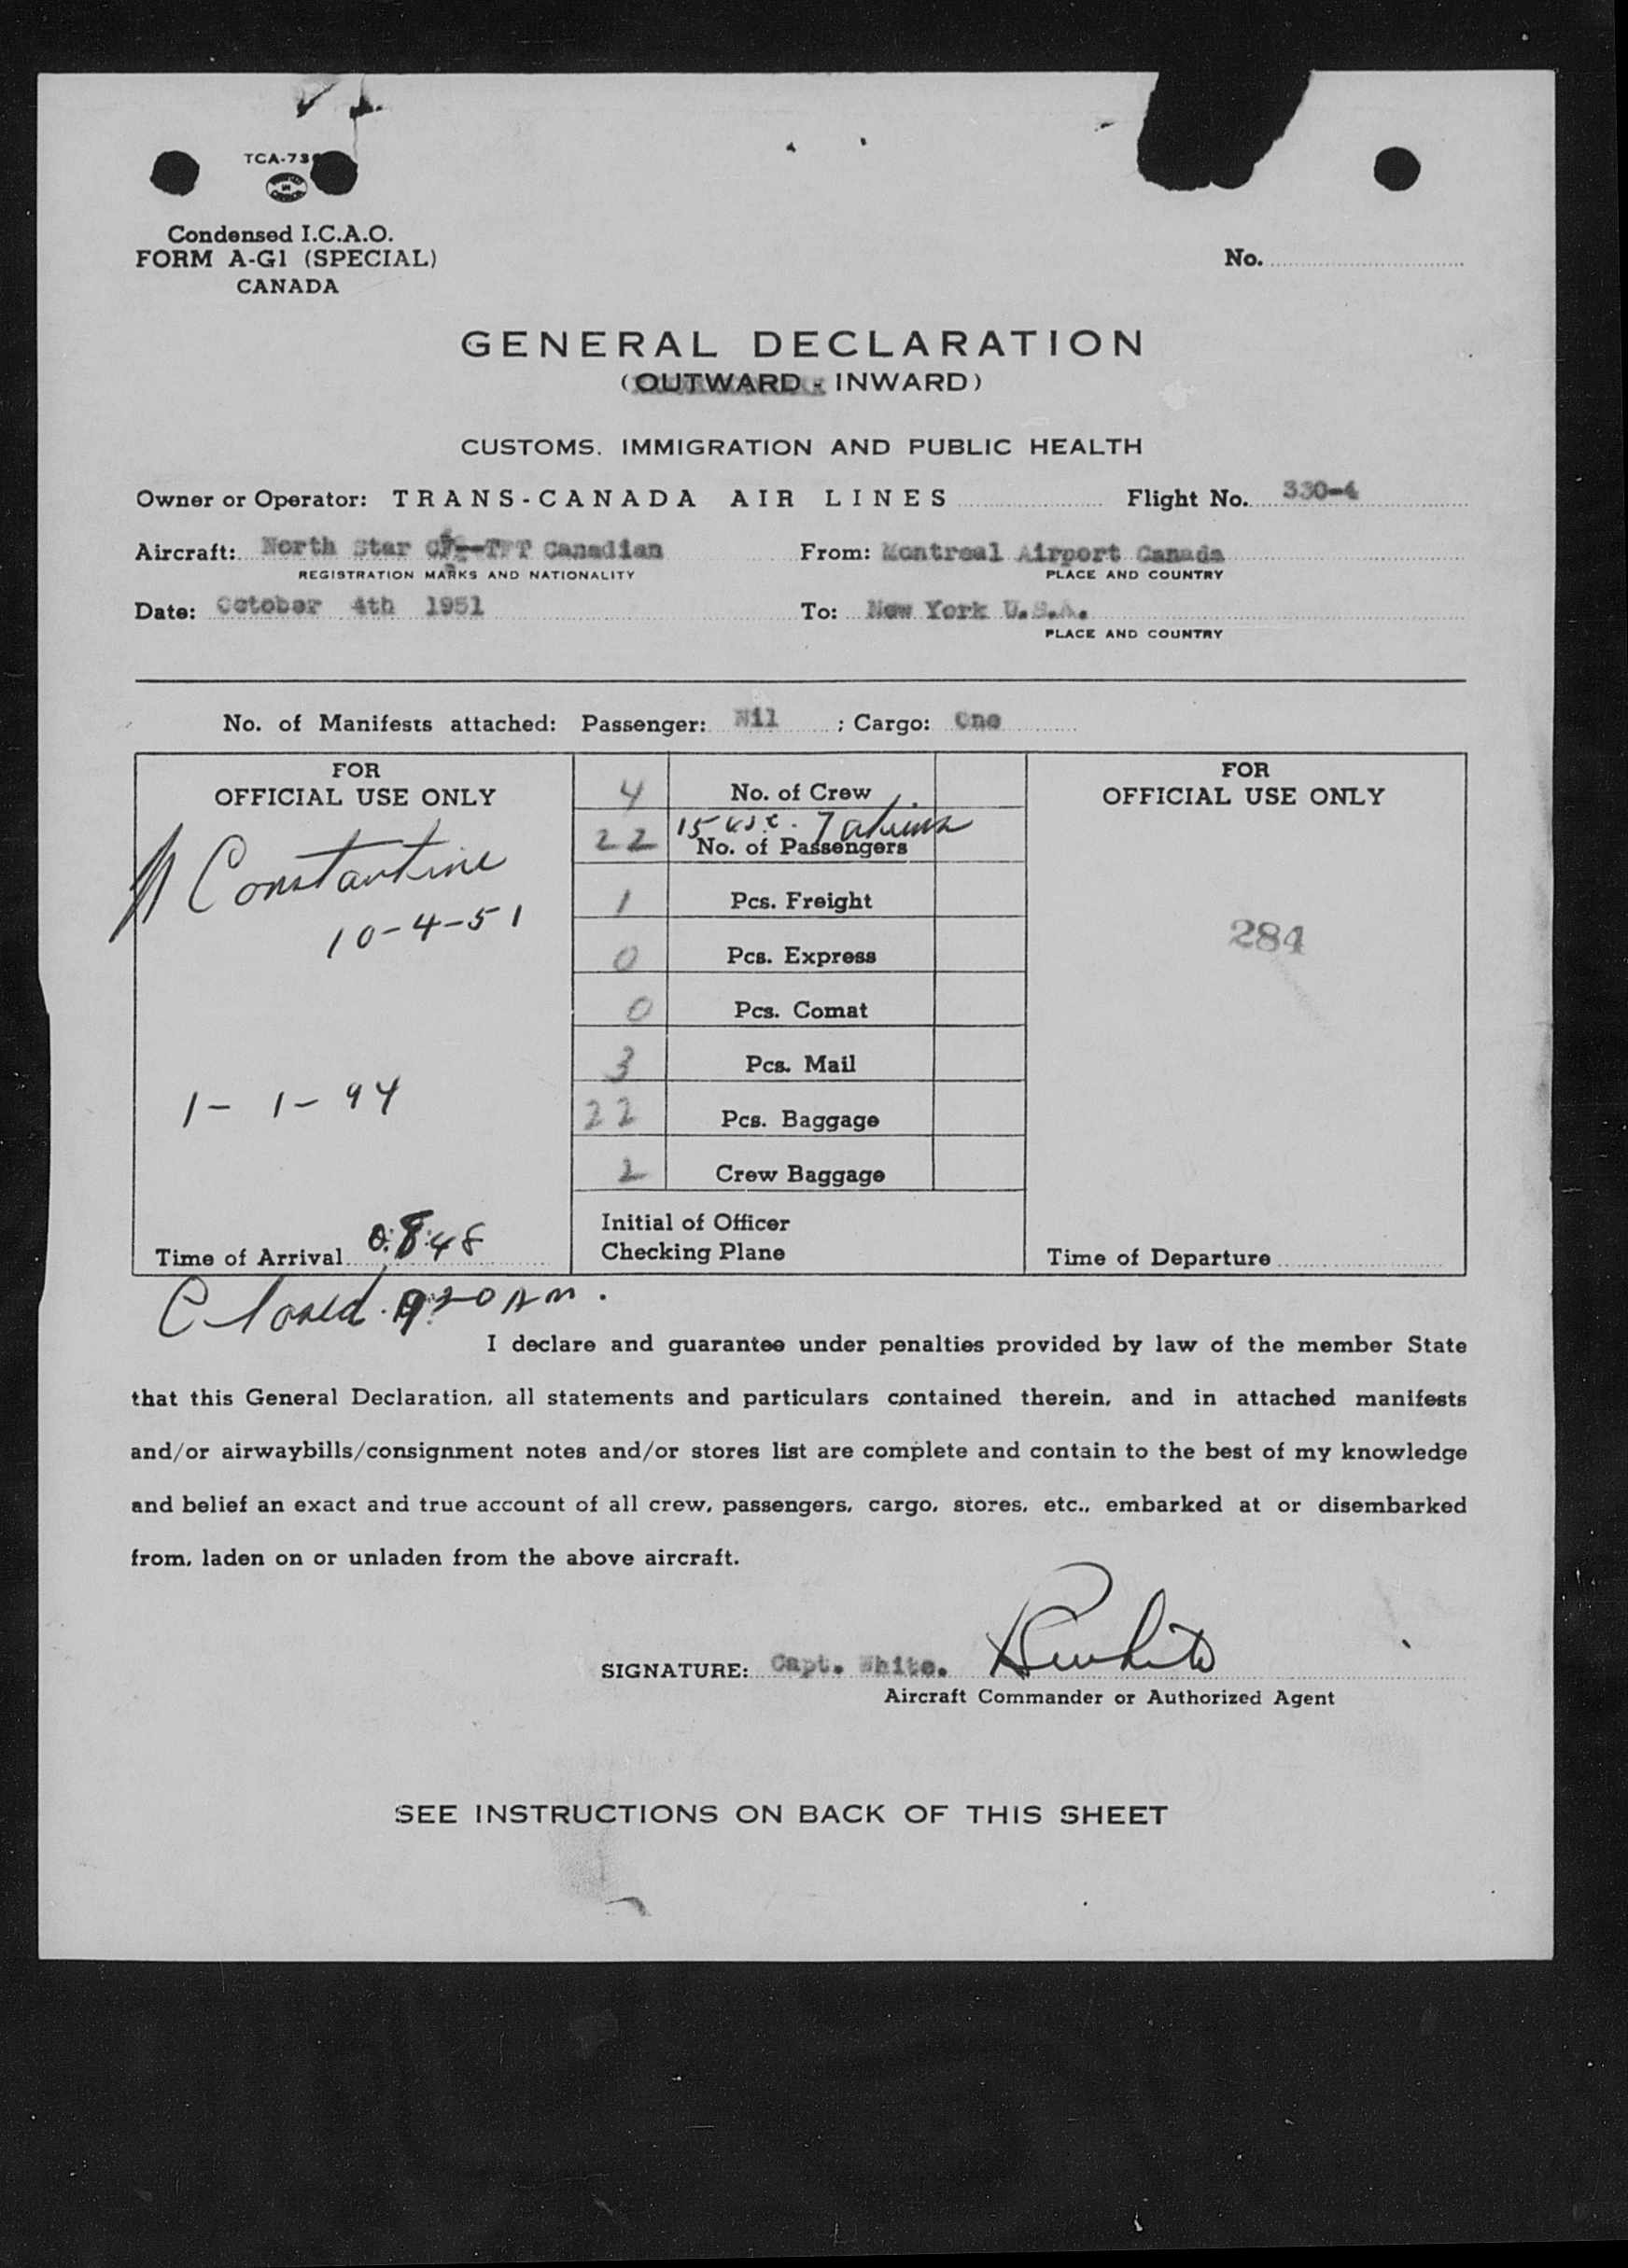 TCA-73
Condensed I.C.A.O.
FORM A-G1 (SPECIAL)
CANADA
No.
GENERAL DECLARATION
(OUTWARD - INWARD)
CUSTOMS, IMMIGRATION AND PUBLIC HEALTH
Owner or Operator: TRANS-CANADA AIR LINES Flight No. 330-4
Aircraft: North Star Canadian From: Montreal Airport Canada
REGISTRATION MARKS AND NATIONALITY PLACE AND COUNTRY
Date: October 4th 1951 To: New York U.S.A.
PLACE AND COUNTRY
No. of Manifests attached: Passenger: Nil ; Cargo: One
FOR
OFFICIAL USE ONLY
Constantine
10-4-51
1- 1- 94
Time of Arrival 0:8:48
4 No. of Crew
15 usc.
22 No. of Passengers
1 Pcs. Freight
0 Pcs. Express
0 Pcs. Comat
3 Pcs. Mail
22 Pcs. Baggage
2 Crew Baggage
Initial of Officer
Checking Plane
FOR
OFFICIAL USE ONLY
284
Time of Departure
Closed 9:20 AM.
I declare and guarantee under penalties provided by law of the member State
that this General Declaration, all statements and particulars contained therein, and in attached manifests
and/or airwaybills/consignment notes and/or stores list are complete and contain to the best of my knowledge
and belief an exact and true account of all crew, passengers, cargo, stores, etc., embarked at or disembarked
from, laden on or unladen from the above aircraft.
SIGNATURE: Capt. White. White
Aircraft Commander or Authorized Agent
SEE INSTRUCTIONS ON BACK OF THIS SHEET